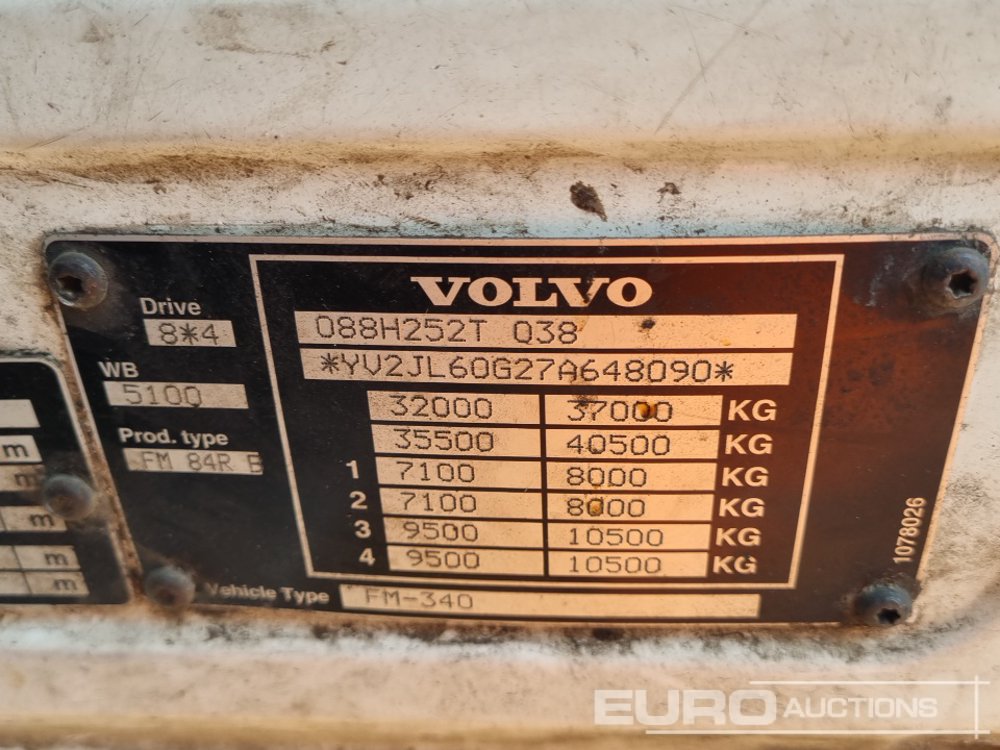 VOLVO
Drive
8*4
WB
5100
Prod. type
FM 84R B
088H252T Q38
*YV2JL60G27A648090*
32000 37000 KG
35500 40500 KG
1 7100 8000 KG
2 7100 8000 KG
3 9500 10500 KG
4 9500 10500 KG
Vehicle Type FM-340
1078026
m
m
m
m
m
EURO AUCTIONS